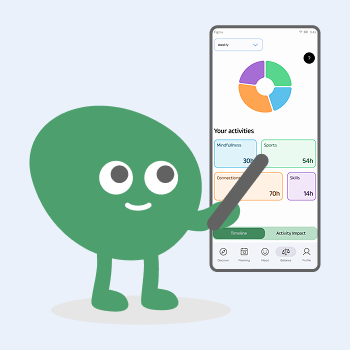 Weekly
?
Your activities
Mindfulness
Sports
30h
54h
Connections
Skills
70h
14h
Timeline
Activity Impact
Discover
Planning
Mood
Balance
Profile